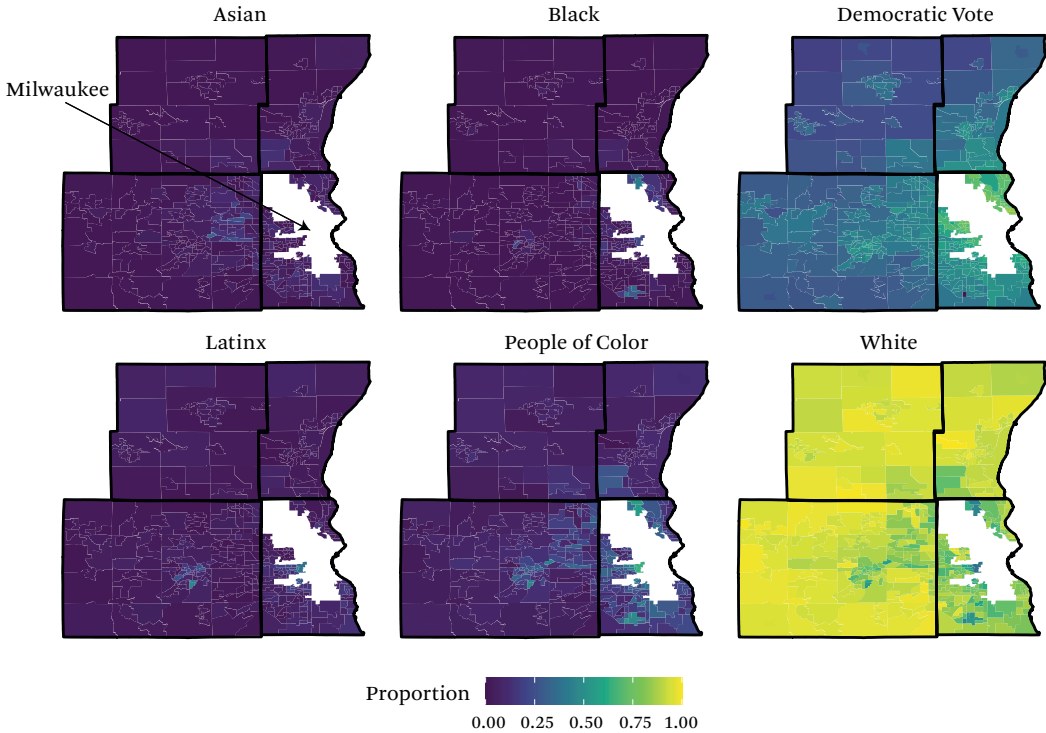 Asian
Black
Democratic Vote
Milwaukee
Latinx
People of Color
White
Proportion
0.00 0.25 0.50 0.75 1.00